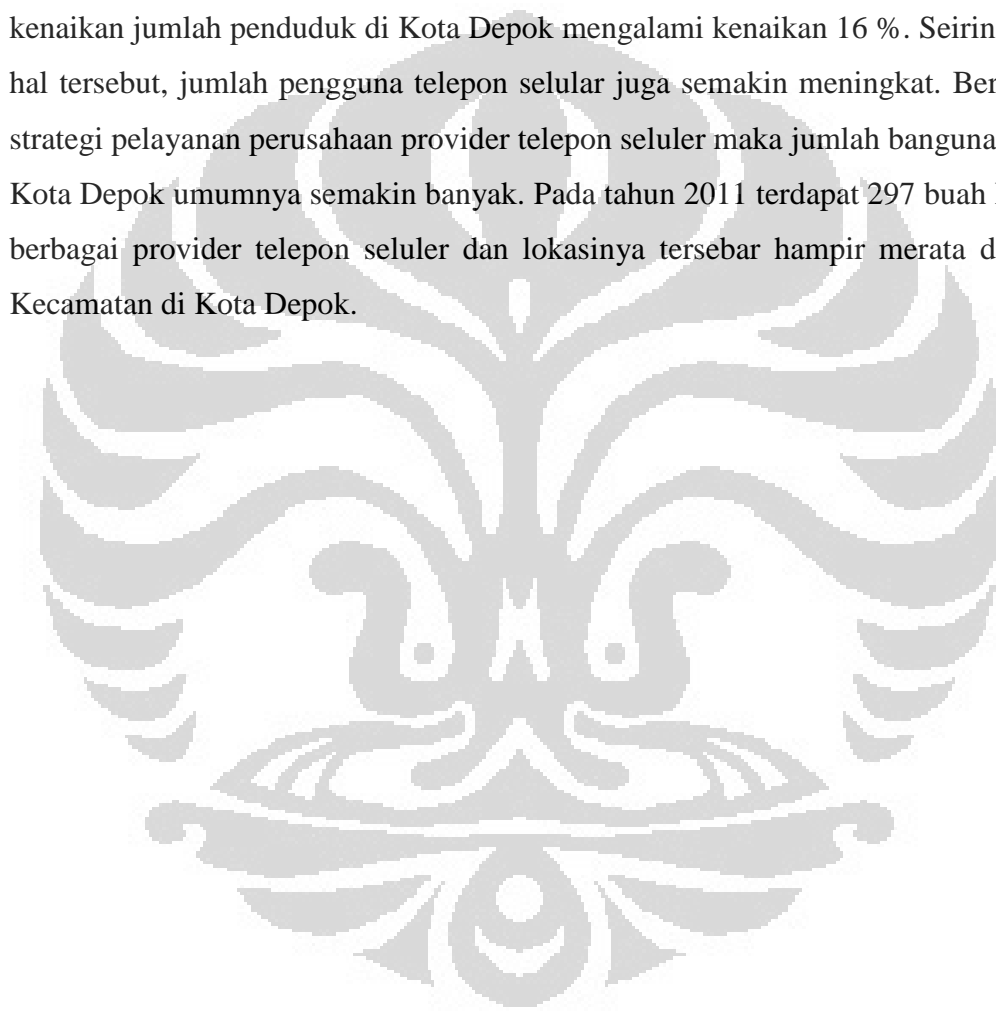 kenaikan jumlah penduduk di Kota Depok mengalami kenaikan 16 %. Seirin
hal tersebut, jumlah pengguna telepon selular juga semakin meningkat. Ber
strategi pelayanan perusahaan provider telepon seluler maka jumlah banguna
Kota Depok umumnya semakin banyak. Pada tahun 2011 terdapat 297 buah
berbagai provider telepon seluler dan lokasinya tersebar hampir merata d
Kecamatan di Kota Depok.